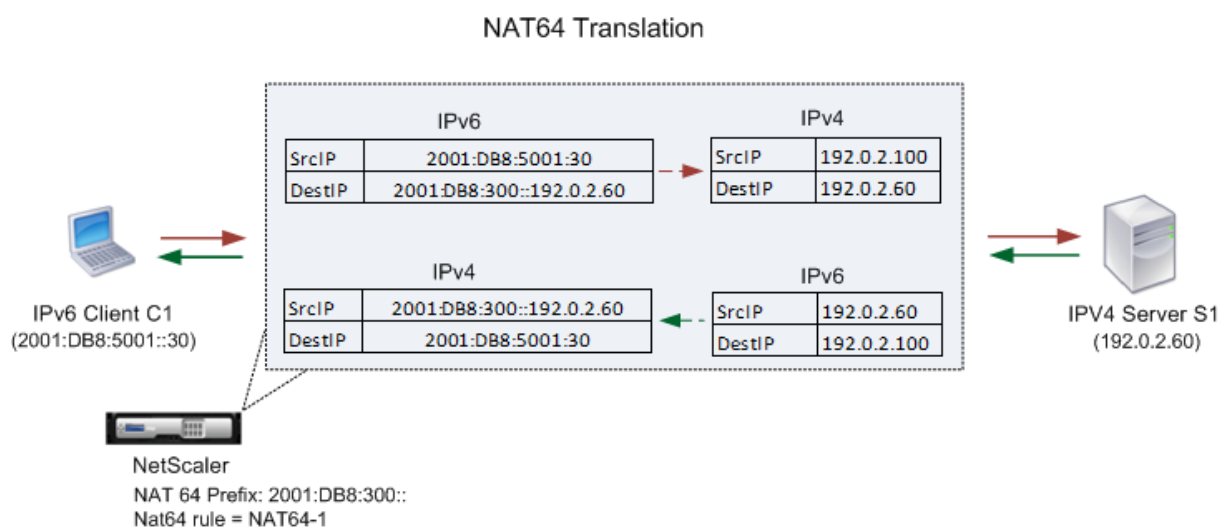 NAT64 Translation
IPv6
SrcIP 2001:DB8:5001:30
DestIP 2001:DB8:300::192.0.2.60
IPv4
SrcIP 192.0.2.100
DestIP 192.0.2.60
IPv4
SrcIP 2001:DB8:300::192.0.2.60
DestIP 2001:DB8:5001:30
IPv6
SrcIP 192.0.2.60
DestIP 192.0.2.100
IPv6 Client C1
(2001:DB8:5001::30)
IPV4 Server S1
(192.0.2.60)
NetScaler
NAT 64 Prefix: 2001:DB8:300::
Nat64 rule = NAT64-1